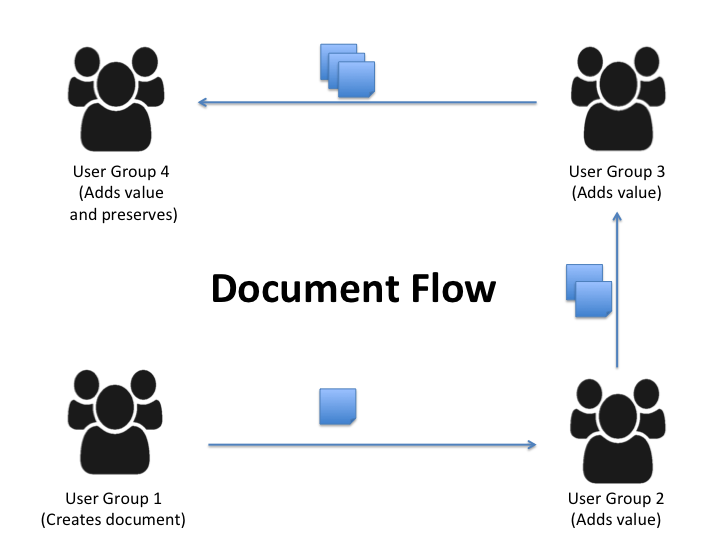 User Group 4
(Adds value
and preserves)
User Group 3
(Adds value)
Document Flow
User Group 1
(Creates document)
User Group 2
(Adds value)